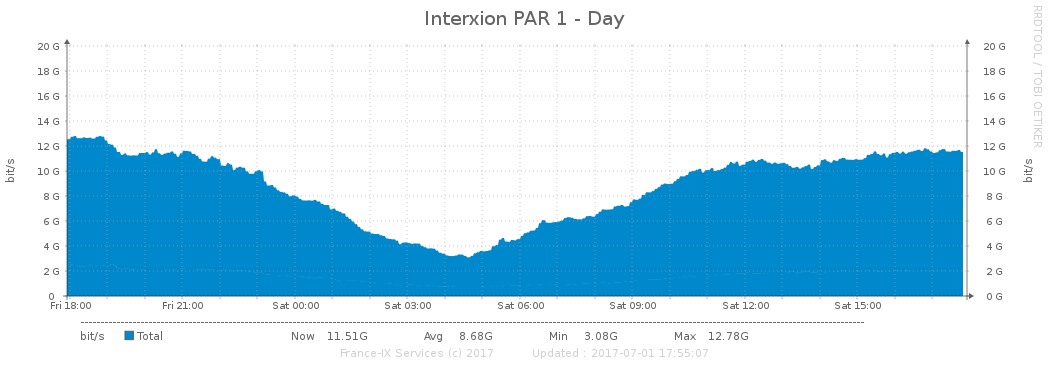 Interxion PAR 1 - Day
RRDTOOL / TOBI OETIKER
bit/s
bit/s
20 G 20 G
18 G 18 G
16 G 16 G
14 G 14 G
12 G 12 G
10 G 10 G
8 G 8 G
6 G 6 G
4 G 4 G
2 G 2 G
0 0 G
Fri 18:00 Fri 21:00 Sat 00:00 Sat 03:00 Sat 06:00 Sat 09:00 Sat 12:00 Sat 15:00
bit/s Total Now 11.51G Avg 8.68G Min 3.08G Max 12.78G
France-IX Services (c) 2017 Updated : 2017-07-01 17:55:07